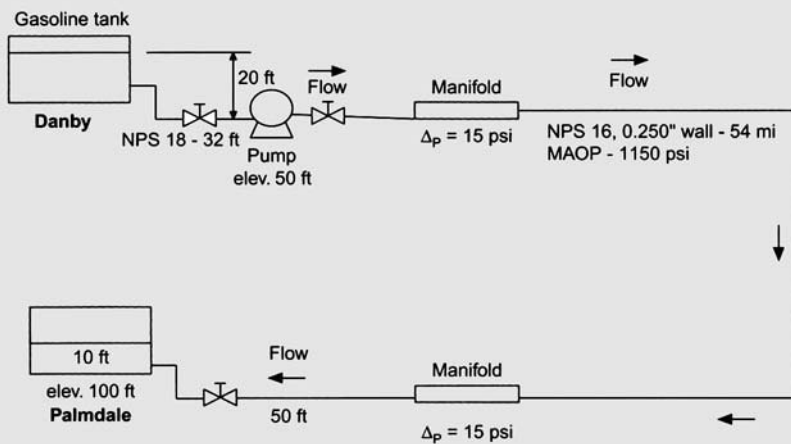 Gasoline tank
Danby
20 ft
NPS 18 - 32 ft
Pump
elev. 50 ft
Flow
Manifold
ΔP = 15 psi
Flow
NPS 16, 0.250" wall - 54 mi
MAOP - 1150 psi
10 ft
elev. 100 ft
Palmdale
Flow
50 ft
Manifold
ΔP = 15 psi